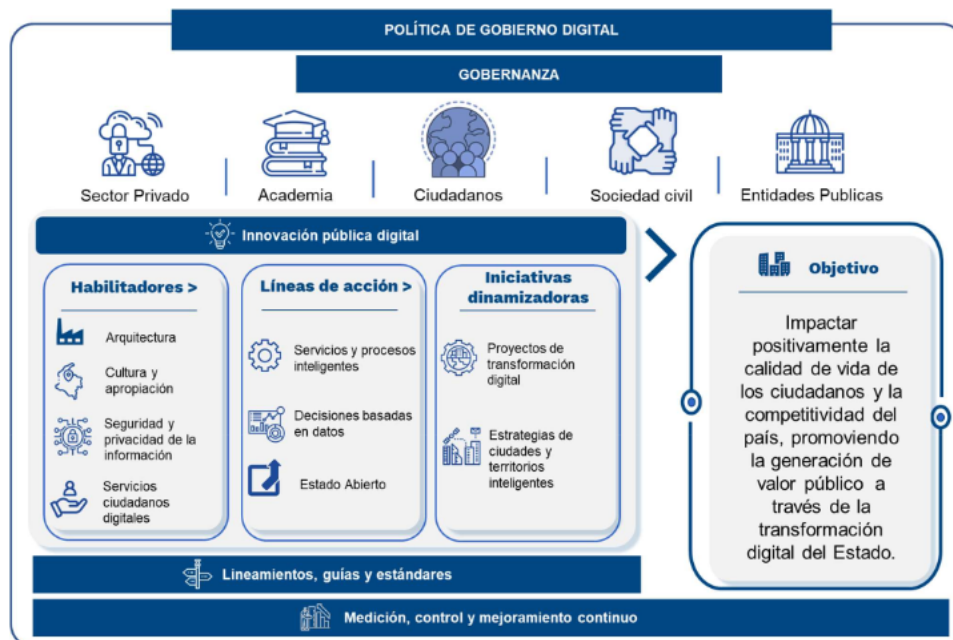 POLÍTICA DE GOBIERNO DIGITAL
GOBERNANZA
Sector Privado
Academia
Ciudadanos
Sociedad civil
Entidades Publicas
Innovación pública digital
Habilitadores >
Arquitectura
Cultura y
apropiación
Seguridad y
privacidad de la
información
Servicios
ciudadanos
digitales
Líneas de acción >
Servicios y procesos
inteligentes
Decisiones basadas
en datos
Estado Abierto
Iniciativas
dinamizadoras
Proyectos de
transformación
digital
Estrategias de
ciudades y
territorios
inteligentes
Objetivo
Impactar
positivamente la
calidad de vida de
los ciudadanos y la
competitividad del
país, promoviendo
la generación de
valor público a
través de la
transformación
digital del Estado.
Lineamientos, guías y estándares
Medición, control y mejoramiento continuo